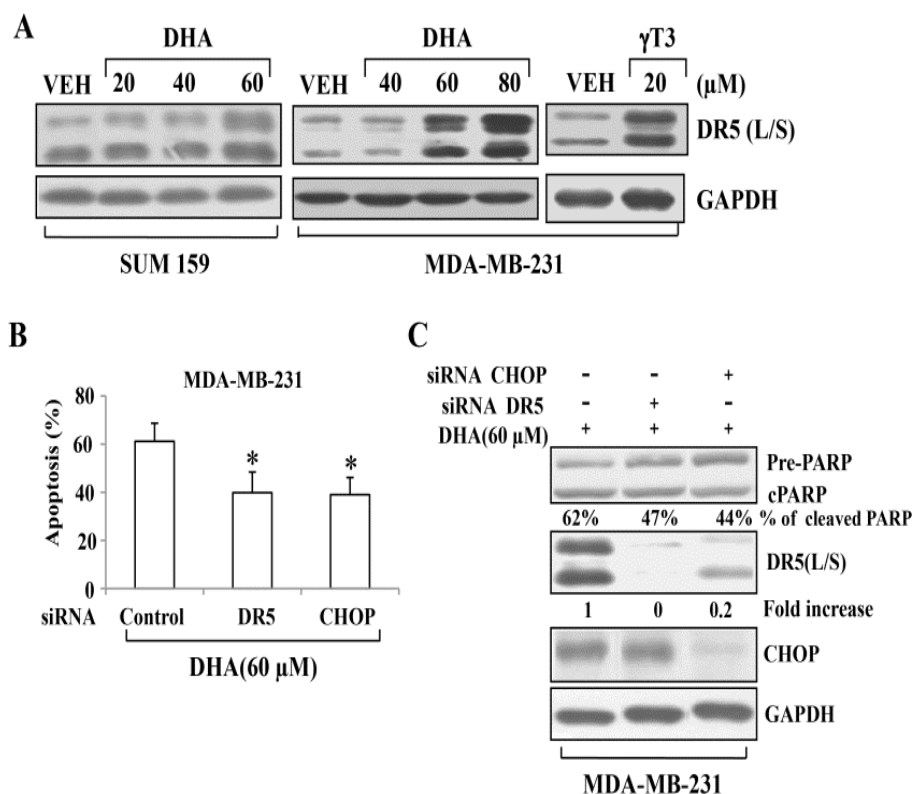 A
DHA
DHA
γT3
VEH 20 40 60
VEH 40 60 80
VEH 20 (μM)
DR5 (L/S)
GAPDH
SUM 159
MDA-MB-231
B
MDA-MB-231
Apoptosis (%)
80
60
40
20
0
* *
siRNA Control DR5 CHOP
DHA(60 μM)
C
siRNA CHOP - - +
siRNA DR5 - + -
DHA(60 μM) + + +
Pre-PARP
cPARP
62% 47% 44% % of cleaved PARP
DR5(L/S)
1 0 0.2 Fold increase
CHOP
GAPDH
MDA-MB-231